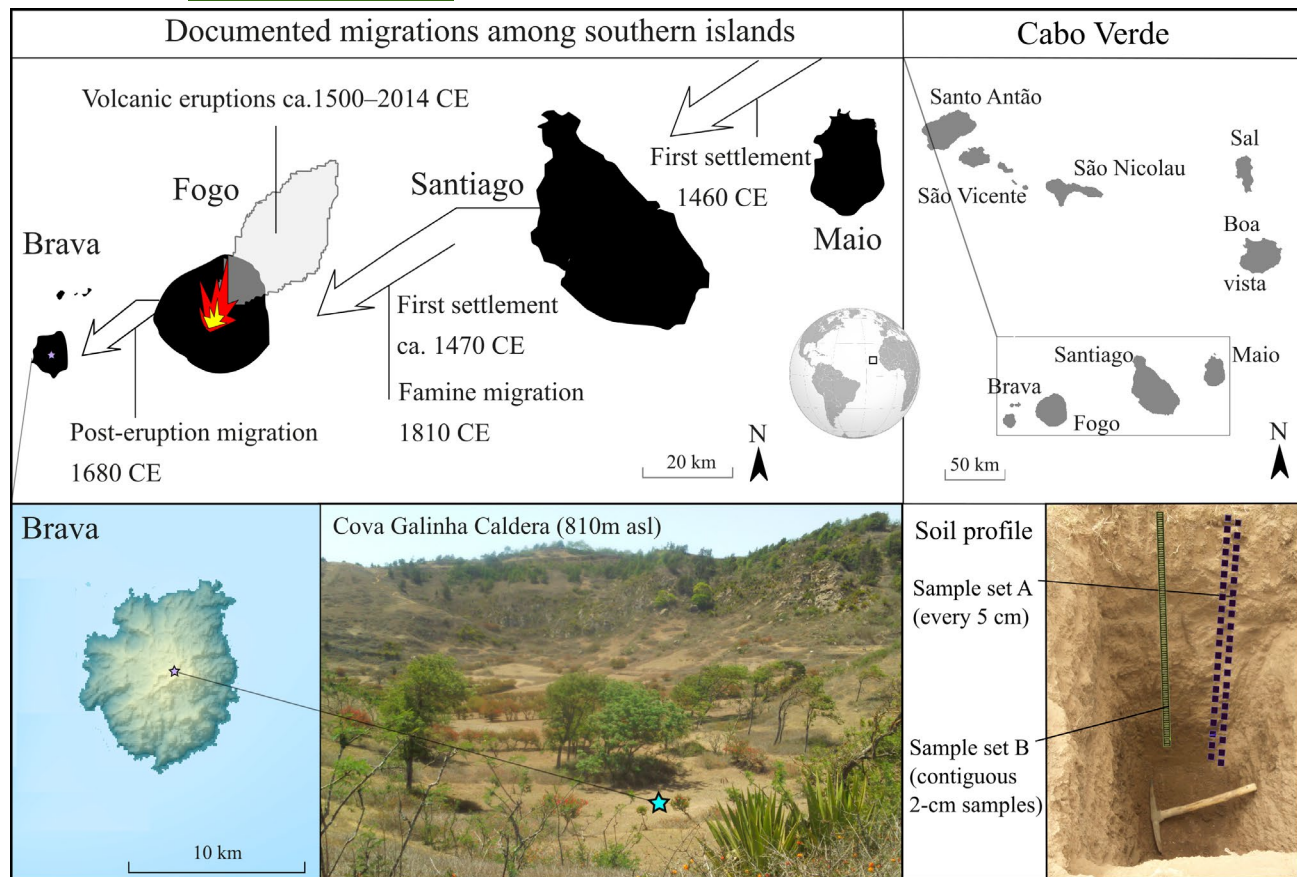 Documented migrations among southern islands
Volcanic eruptions ca.1500–2014 CE
Fogo
Brava
Santiago
First settlement
1460 CE
Maio
First settlement
ca. 1470 CE
Famine migration
1810 CE
Post-eruption migration
1680 CE
20 km
N
Cabo Verde
Santo Antão
São Vicente
São Nicolau
Sal
Boa
vista
Santiago
Maio
Brava
Fogo
50 km
N
Brava
10 km
Cova Galinha Caldera (810m asl)
Soil profile
Sample set A
(every 5 cm)
Sample set B
(contiguous
2-cm samples)